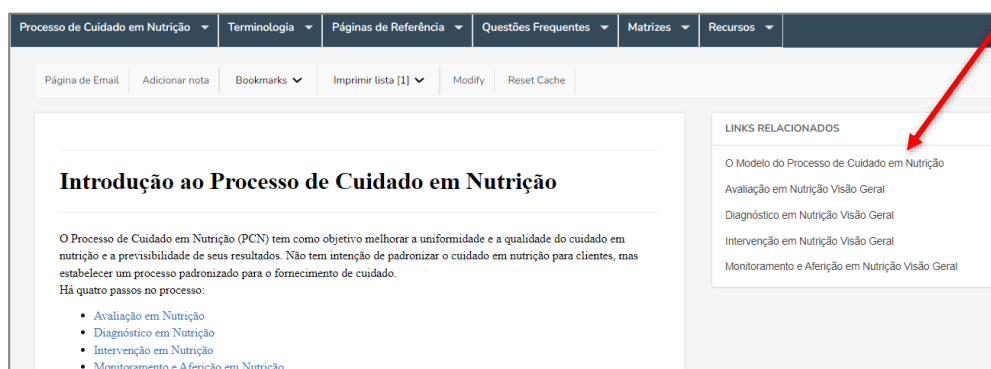 Processo de Cuidado em Nutrição
Terminologia
Páginas de Referência
Questões Frequentes
Matrizes
Recursos
Página de Email
Adicionar nota
Bookmarks
Imprimir lista [1]
Modify
Reset Cache
Introdução ao Processo de Cuidado em Nutrição
O Processo de Cuidado em Nutrição (PCN) tem como objetivo melhorar a uniformidade e a qualidade do cuidado em
nutrição e a previsibilidade de seus resultados. Não tem intenção de padronizar o cuidado em nutrição para clientes, mas
estabelecer um processo padronizado para o fornecimento de cuidado.
Há quatro passos no processo:
• Avaliação em Nutrição
• Diagnóstico em Nutrição
• Intervenção em Nutrição
• Monitoramento e Aferição em Nutrição
LINKS RELACIONADOS
O Modelo do Processo de Cuidado em Nutrição
Avaliação em Nutrição Visão Geral
Diagnóstico em Nutrição Visão Geral
Intervenção em Nutrição Visão Geral
Monitoramento e Aferição em Nutrição Visão Geral